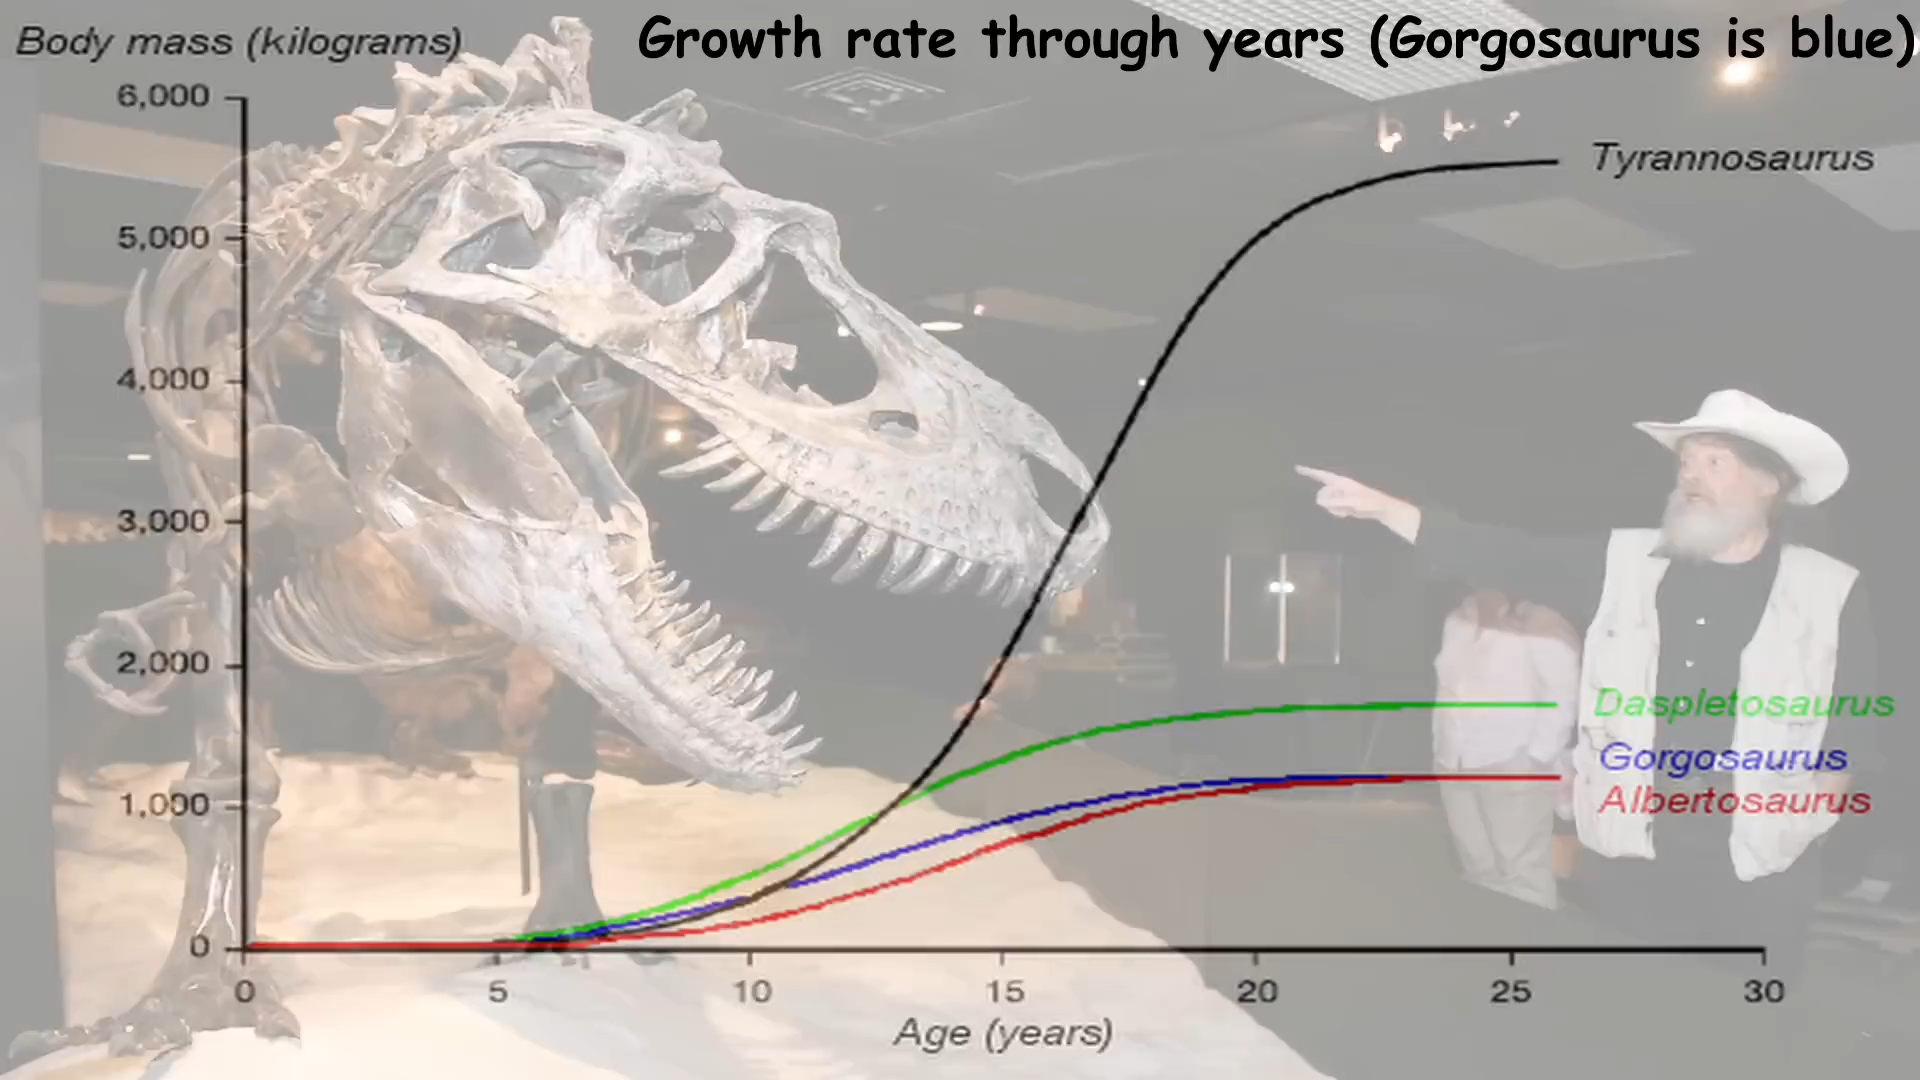 Body mass (kilograms)
Growth rate through years (Gorgosaurus is blue)
6,000
5,000
4,000
3,000
2,000
1,000
0
Tyrannosaurus
Daspletosaurus
Gorgosaurus
Albertosaurus
0 5 10 15 20 25 30
Age (years)